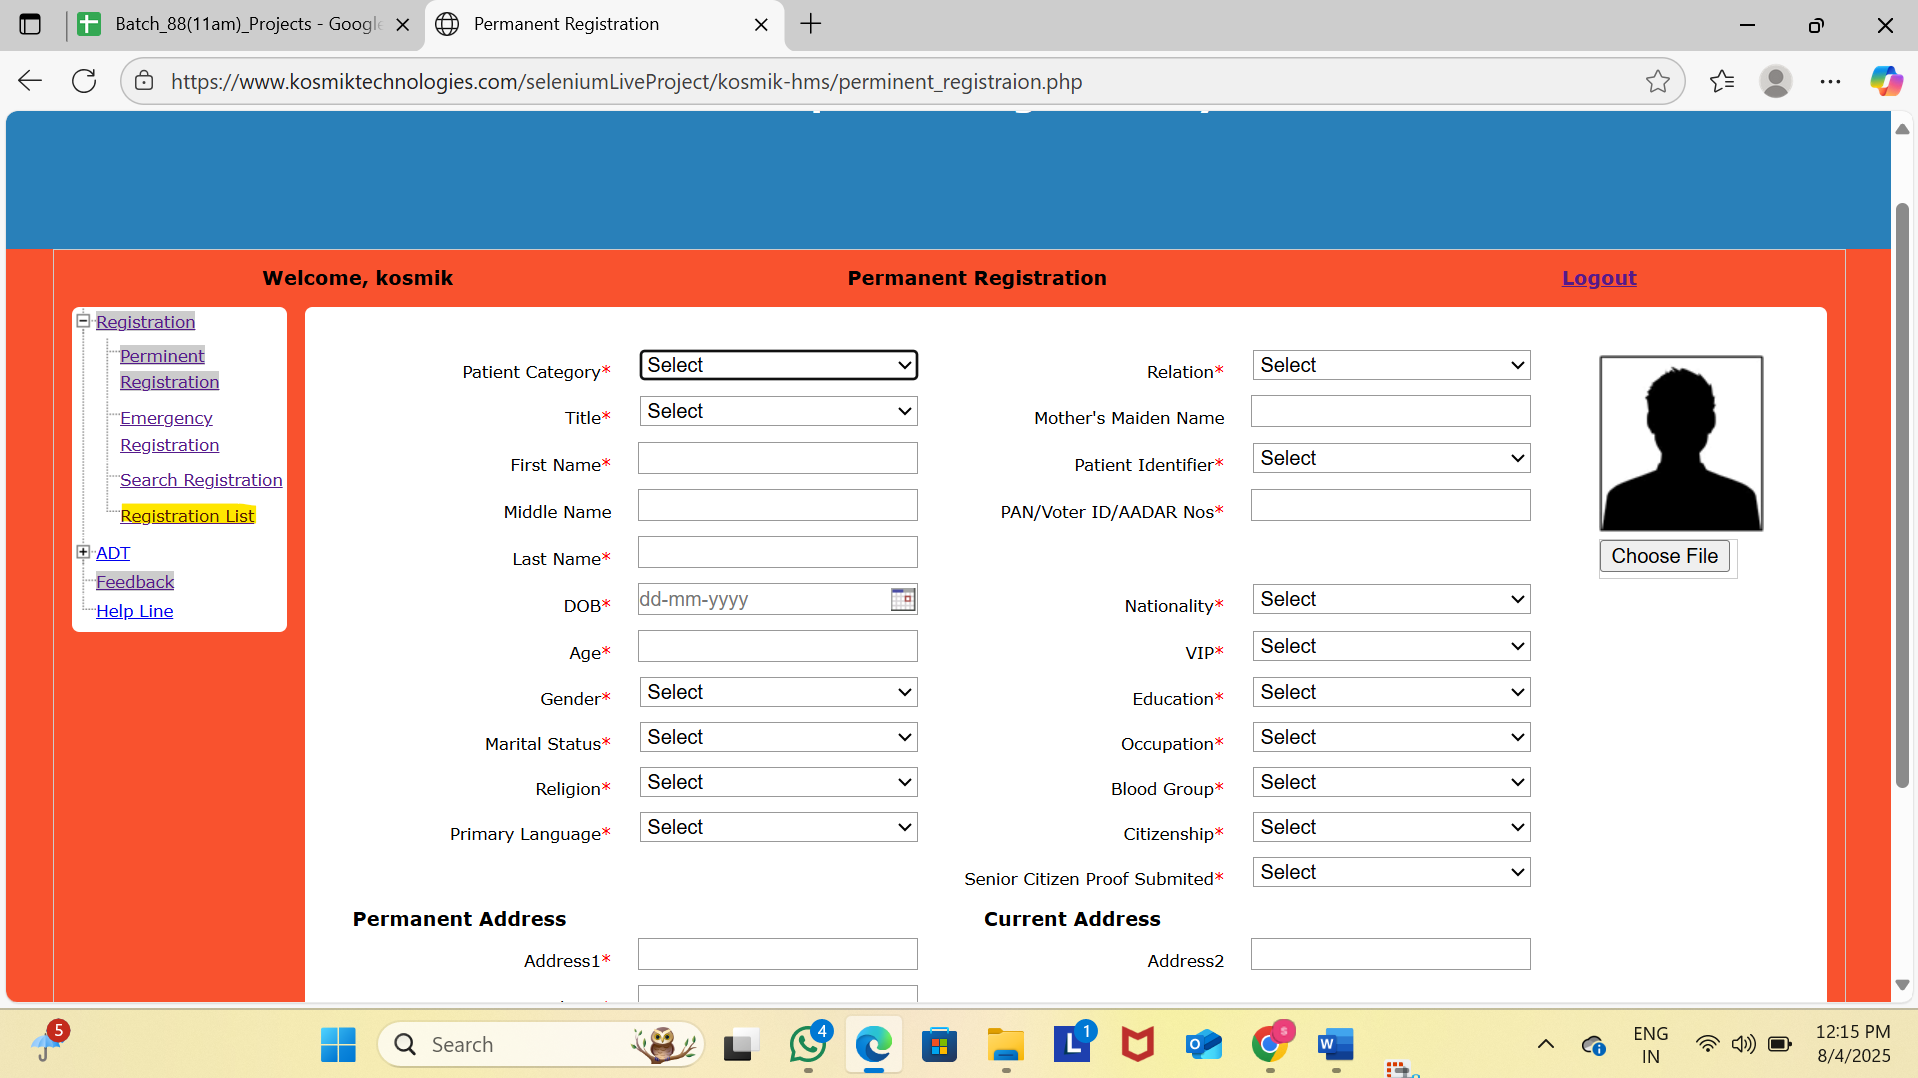 Batch_88(11am)_Projects - Google
Permanent Registration
https://www.kosmiktechnologies.com/seleniumLiveProject/kosmik-hms/perminent_registraion.php
Welcome, kosmik
Permanent Registration
Logout
Registration
Perminent
Registration
Emergency
Registration
Search Registration
Registration List
ADT
Feedback
Help Line
Patient Category* Select
Relation* Select
Title* Select
Mother's Maiden Name
First Name*
Patient Identifier* Select
Middle Name
PAN/Voter ID/AADAR Nos*
Last Name*
Choose File
DOB* dd-mm-yyyy
Nationality* Select
Age*
VIP* Select
Gender* Select
Education* Select
Marital Status* Select
Occupation* Select
Religion* Select
Blood Group* Select
Primary Language* Select
Citizenship* Select
Senior Citizen Proof Submited* Select
Permanent Address
Current Address
Address1*
Address2
5
Search
4
1
s
ENG
IN
12:15 PM
8/4/2025